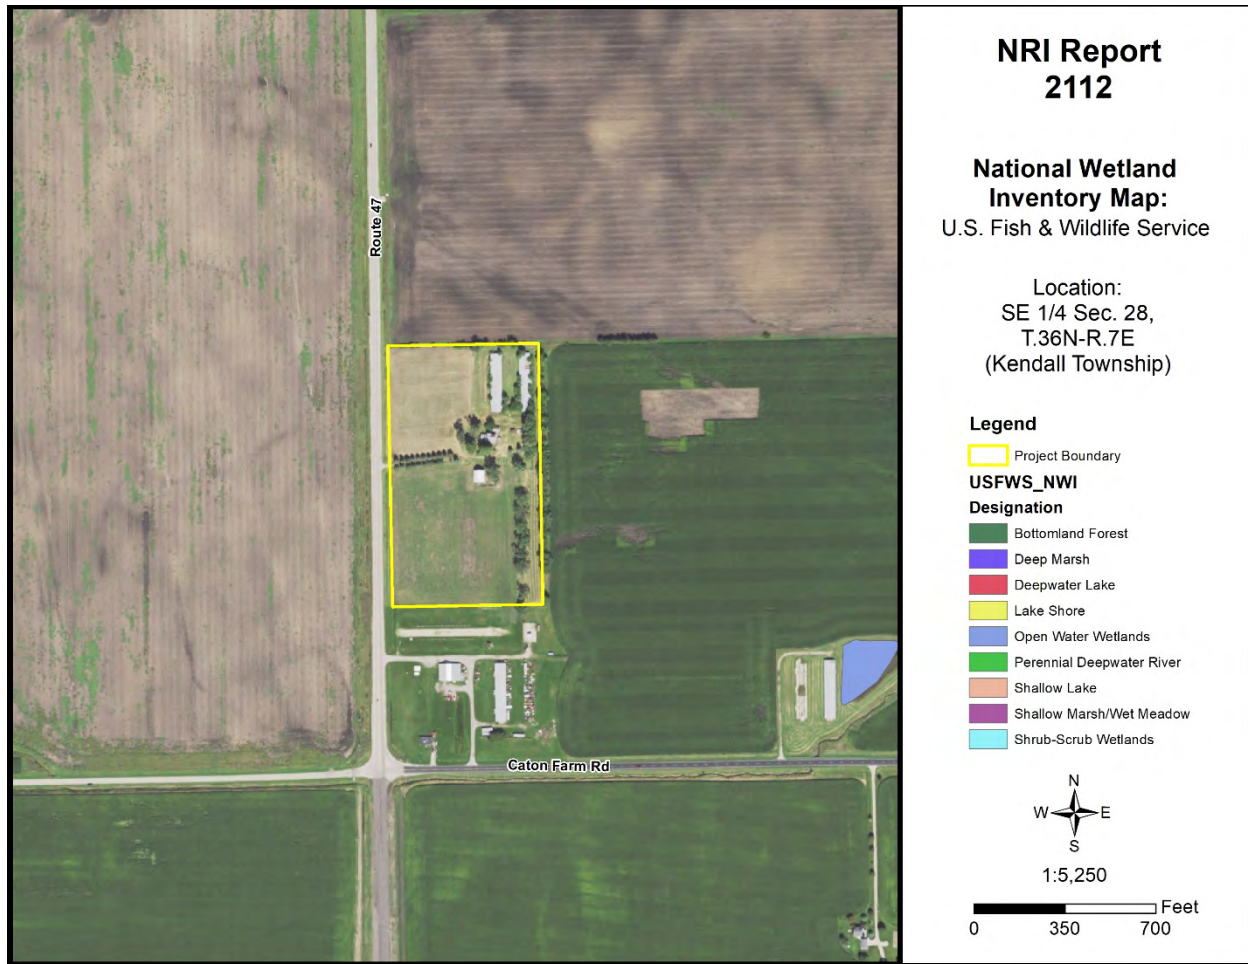 NRI Report
2112
National Wetland
Inventory Map:
U.S. Fish & Wildlife Service
Location:
SE 1/4 Sec. 28,
T.36N-R.7E
(Kendall Township)
Legend
Project Boundary
USFWS_NWI
Designation
Bottomland Forest
Deep Marsh
Deepwater Lake
Lake Shore
Open Water Wetlands
Perennial Deepwater River
Shallow Lake
Shallow Marsh/Wet Meadow
Shrub-Scrub Wetlands
N
W E
S
1:5,250
Feet
0 350 700
Route 47
Caton Farm Rd